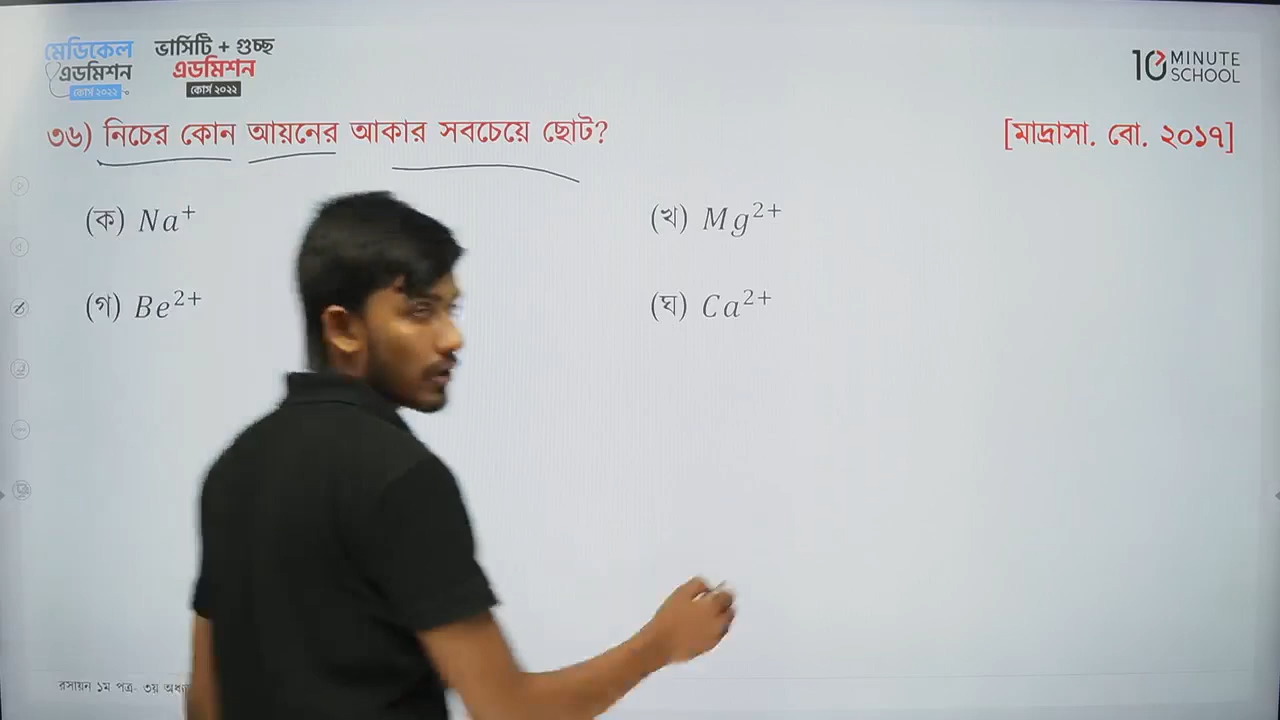 মেডিকেল
এডমিশন
কোর্স ২০২২
ভার্সিটি + গুচ্ছ
এডমিশন
কোর্স ২০২২
10 MINUTE SCHOOL
৩৬) নিচের কোন আয়নের আকার সবচেয়ে ছোট? [মাদ্রাসা. বো. ২০১৭]
(ক) Na⁺ (খ) Mg²⁺
(গ) Be²⁺ (ঘ) Ca²⁺
রসায়ন ১ম পত্র- ৩য়